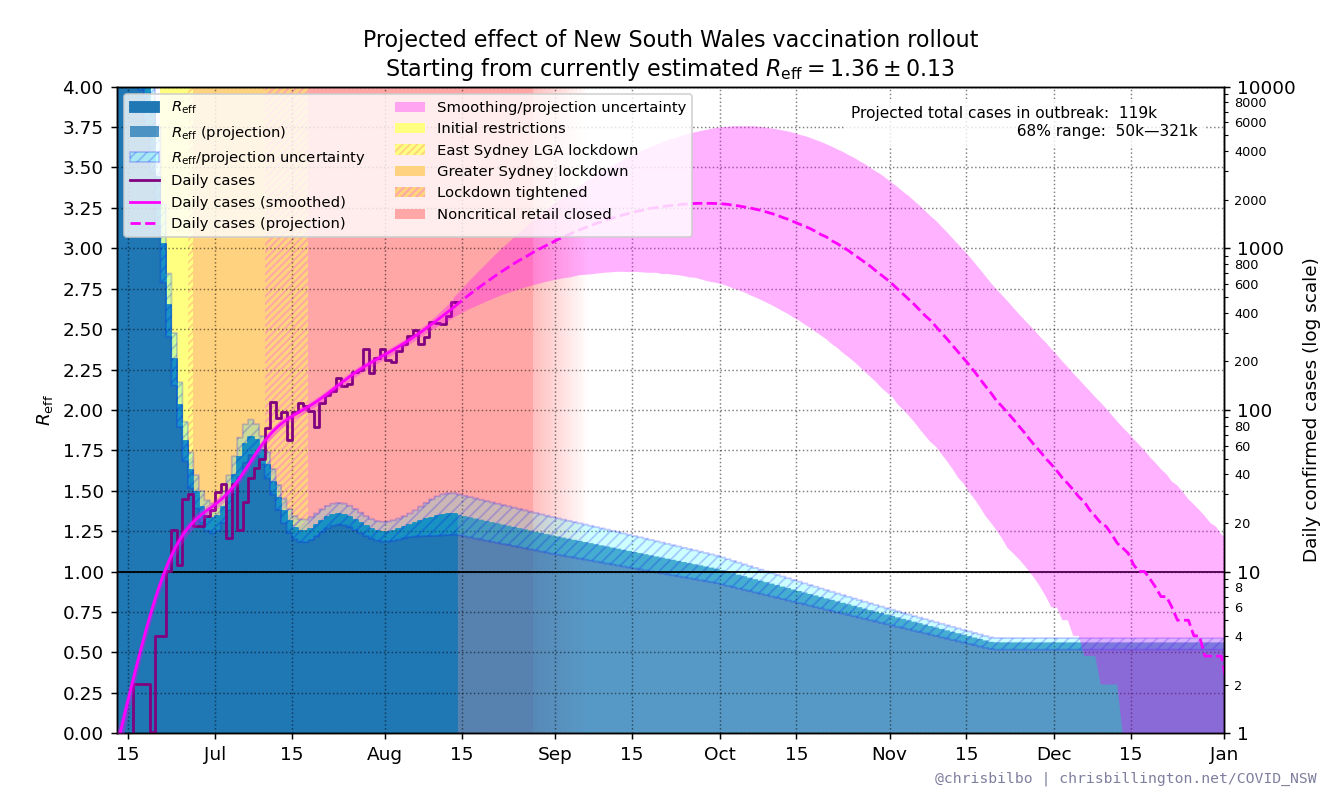 Projected effect of New South Wales vaccination rollout
Starting from currently estimated R_eff = 1.36 ± 0.13
R_eff
R_eff (projection)
R_eff/projection uncertainty
Daily cases
Daily cases (smoothed)
Daily cases (projection)
Smoothing/projection uncertainty
Initial restrictions
East Sydney LGA lockdown
Greater Sydney lockdown
Lockdown tightened
Noncritical retail closed
Projected total cases in outbreak: 119k
68% range: 50k—321k
R_eff
4.00
3.75
3.50
3.25
3.00
2.75
2.50
2.25
2.00
1.75
1.50
1.25
1.00
0.75
0.50
0.25
0.00
10000
8000
6000
4000
2000
1000
800
600
400
200
100
80
60
40
20
10
8
6
4
2
1
Daily confirmed cases (log scale)
15 Jul 15 Aug 15 Sep 15 Oct 15 Nov 15 Dec 15 Jan
@chrisbilbo | chrisbillington.net/COVID_NSW